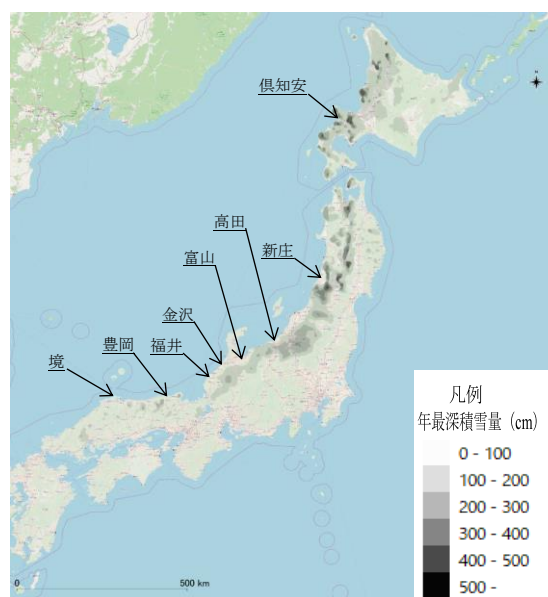 倶知安
高田
新庄
富山
金沢
福井
豊岡
境
凡例
年最深積雪量（cm）
0 - 100
100 - 200
200 - 300
300 - 400
400 - 500
500 -
0
500 km